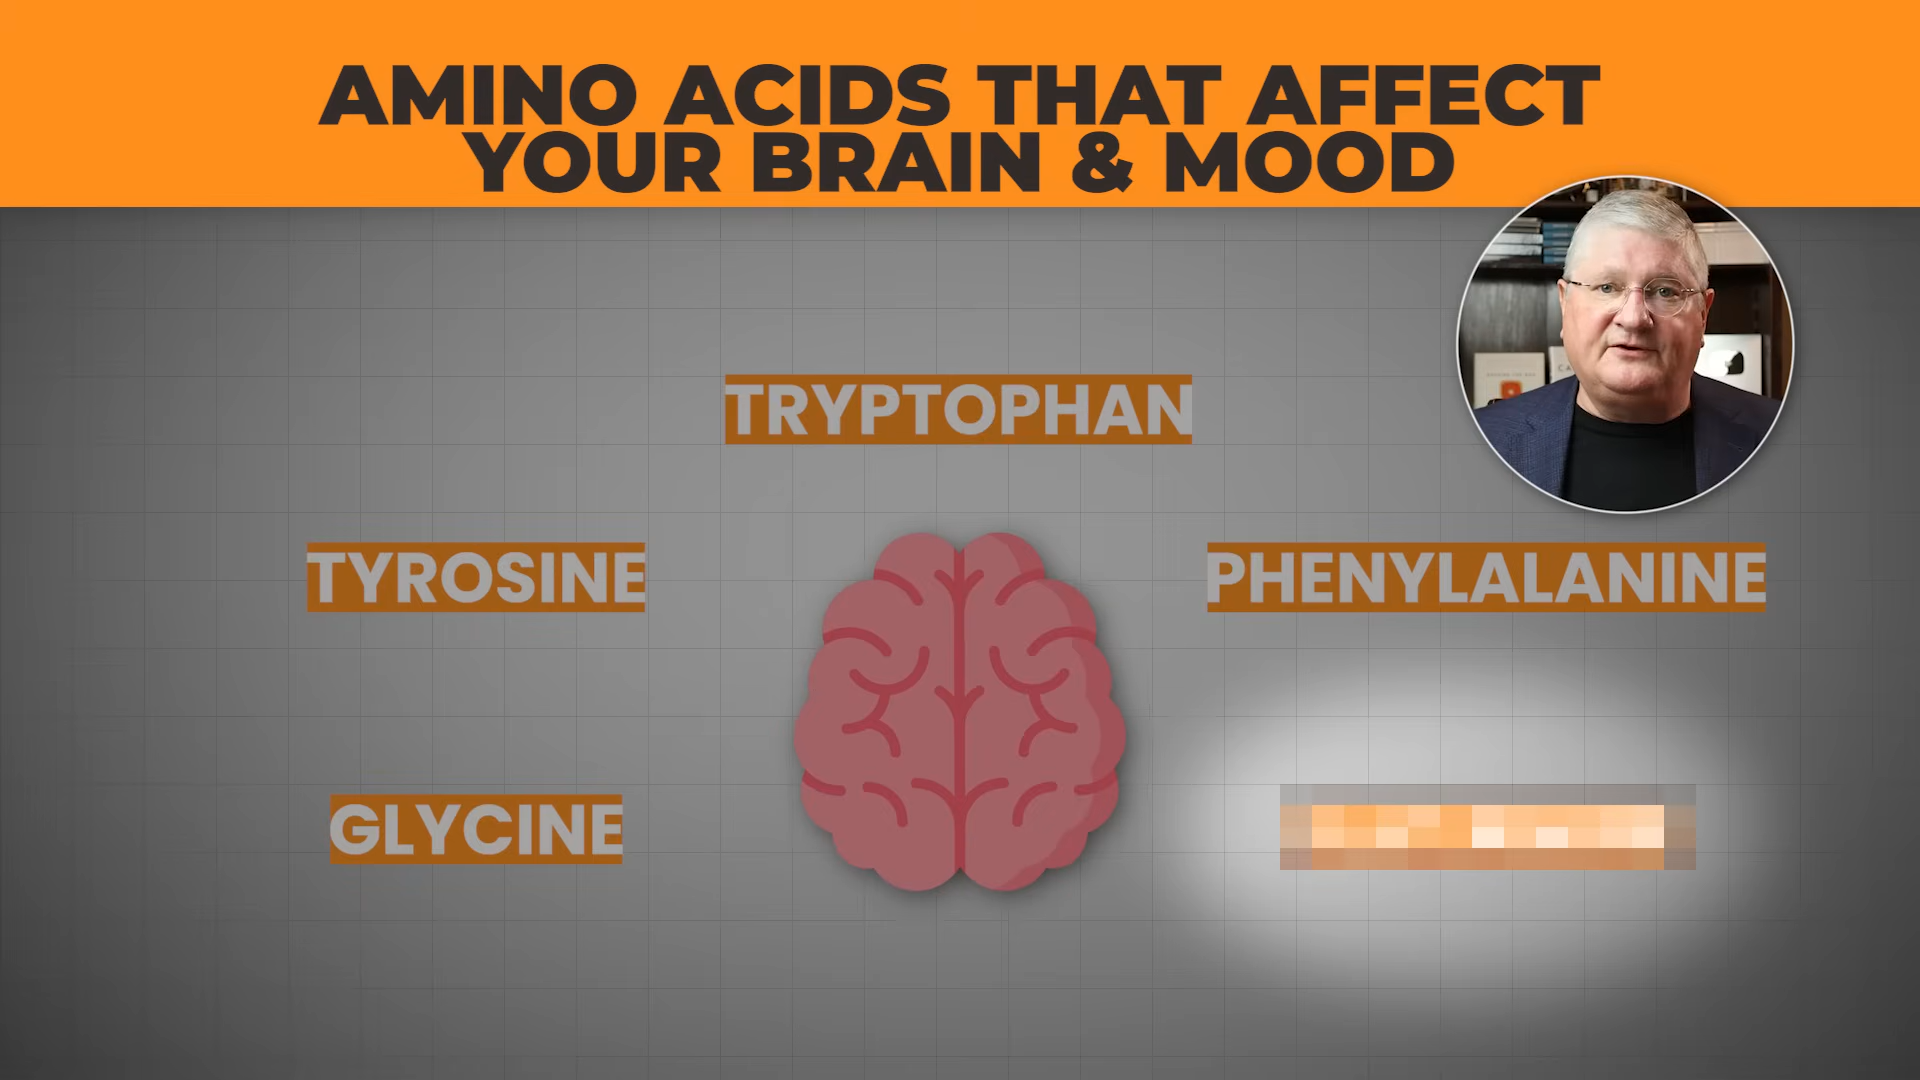 AMINO ACIDS THAT AFFECT
YOUR BRAIN & MOOD
TRYPTOPHAN
TYROSINE
PHENYLALANINE
GLYCINE